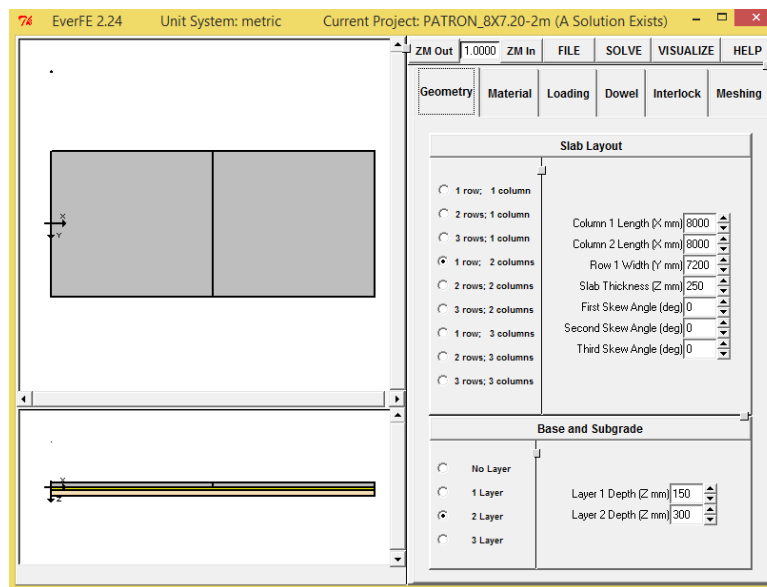 EverFE 2.24 Unit System: metric Current Project: PATRON_8X7.20-2m (A Solution Exists)
ZM Out 1.0000 ZM In FILE SOLVE VISUALIZE HELP
Geometry Material Loading Dowel Interlock Meshing
Slab Layout
1 row; 1 column
2 rows; 1 column
3 rows; 1 column
1 row; 2 columns
2 rows; 2 columns
3 rows; 2 columns
1 row; 3 columns
2 rows; 3 columns
3 rows; 3 columns
Column 1 Length (X mm) 8000
Column 2 Length (X mm) 8000
Row 1 Width (Y mm) 7200
Slab Thickness (Z mm) 250
First Skew Angle (deg) 0
Second Skew Angle (deg) 0
Third Skew Angle (deg) 0
X
Y
Base and Subgrade
No Layer
1 Layer
2 Layer
3 Layer
Layer 1 Depth (Z mm) 150
Layer 2 Depth (Z mm) 300
X
Z